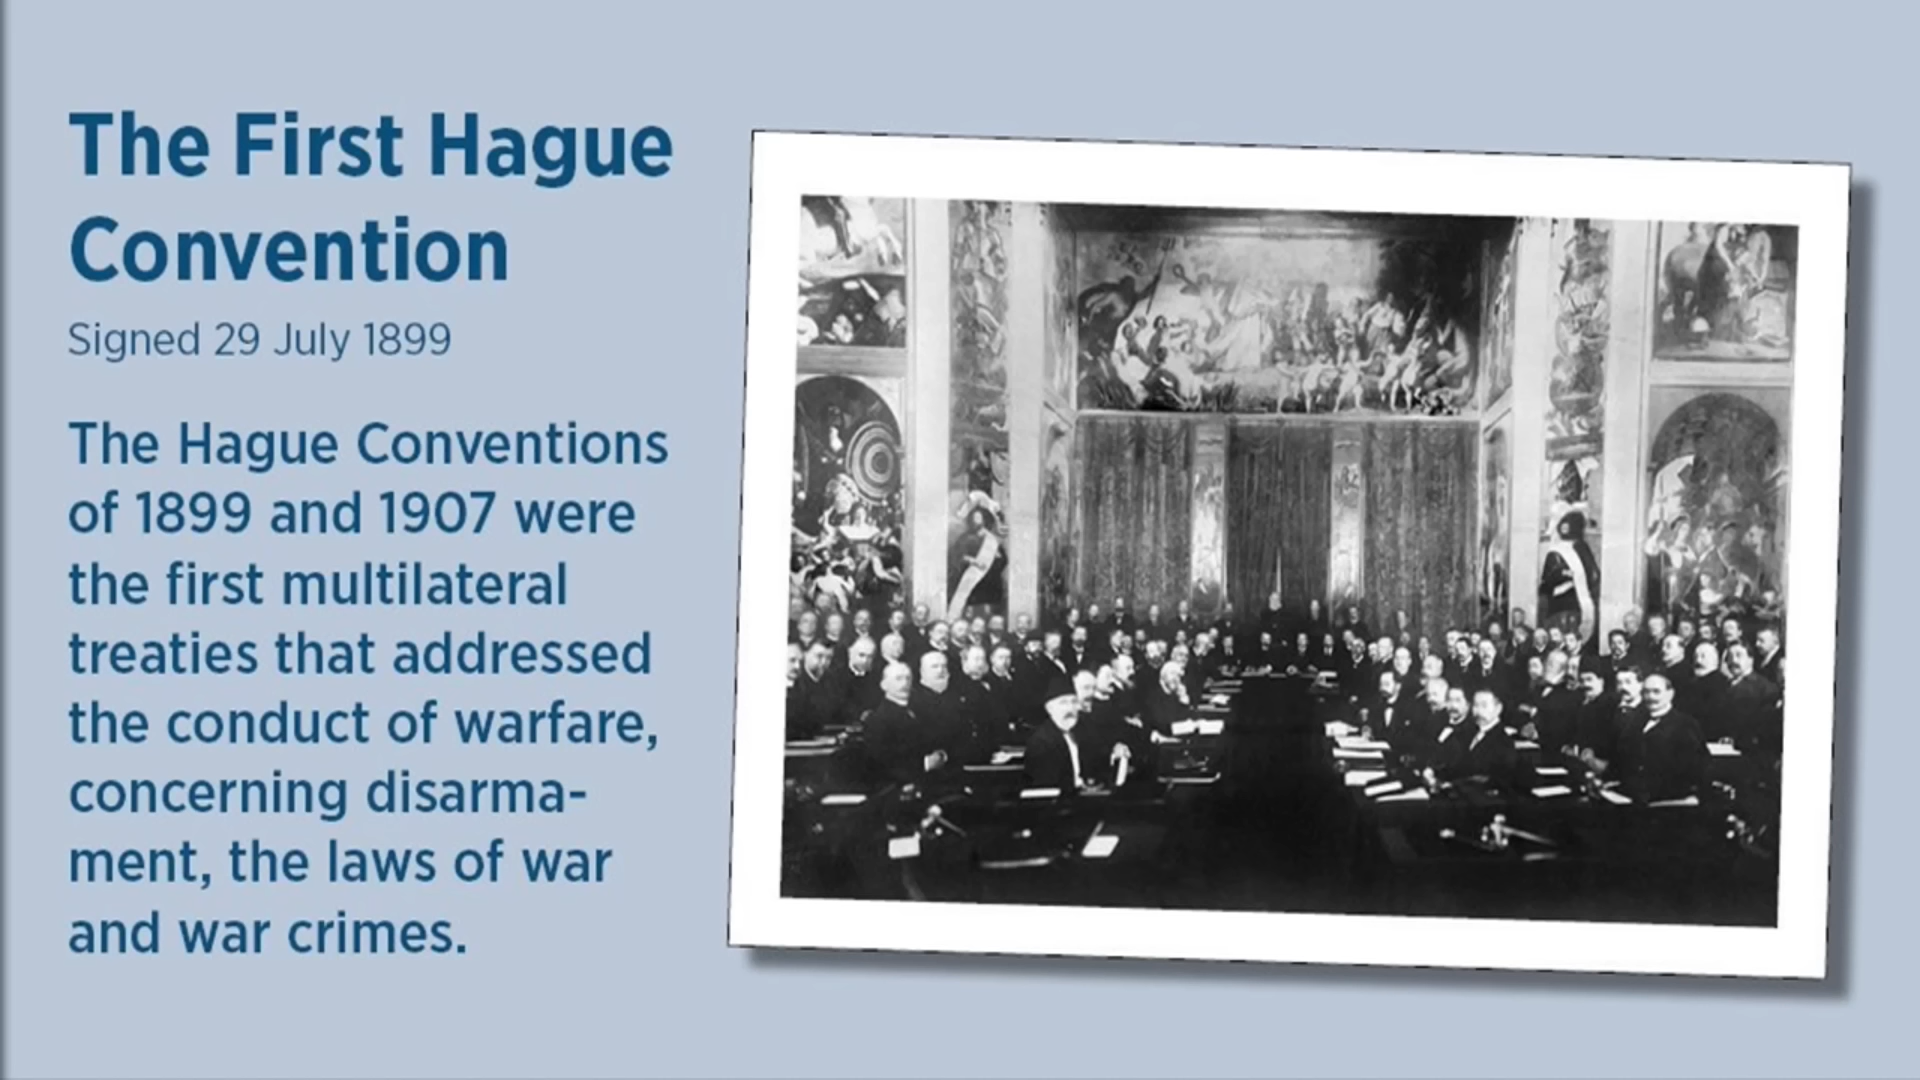 The First Hague
Convention
Signed 29 July 1899
The Hague Conventions
of 1899 and 1907 were
the first multilateral
treaties that addressed
the conduct of warfare,
concerning disarma-
ment, the laws of war
and war crimes.